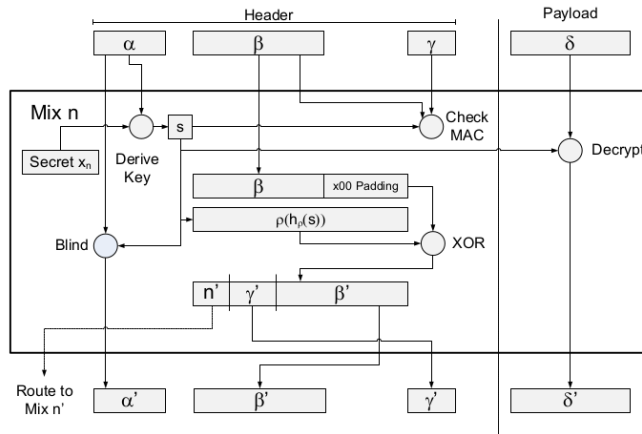 Header
Payload
α
β
γ
δ
Mix n
s
Check
MAC
Secret xn
Derive
Key
Decrypt
β
x00 Padding
ρ(hρ(s))
Blind
XOR
n’
γ’
β’
Route to
Mix n’
α’
β’
γ’
δ’